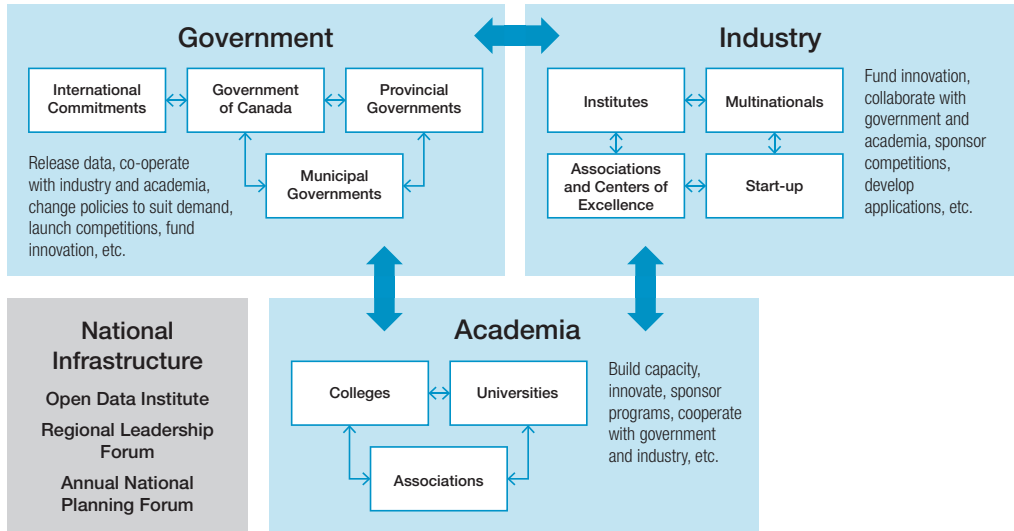 Government
International
Commitments
Government
of Canada
Provincial
Governments
Municipal
Governments
Release data, co-operate
with industry and academia,
change policies to suit demand,
launch competitions, fund
innovation, etc.
Industry
Institutes
Multinationals
Associations
and Centers of
Excellence
Start-up
Fund innovation,
collaborate with
government and
academia, sponsor
competitions,
develop
applications, etc.
National
Infrastructure
Open Data Institute
Regional Leadership
Forum
Annual National
Planning Forum
Academia
Colleges
Universities
Associations
Build capacity,
innovate, sponsor
programs, cooperate
with government
and industry, etc.